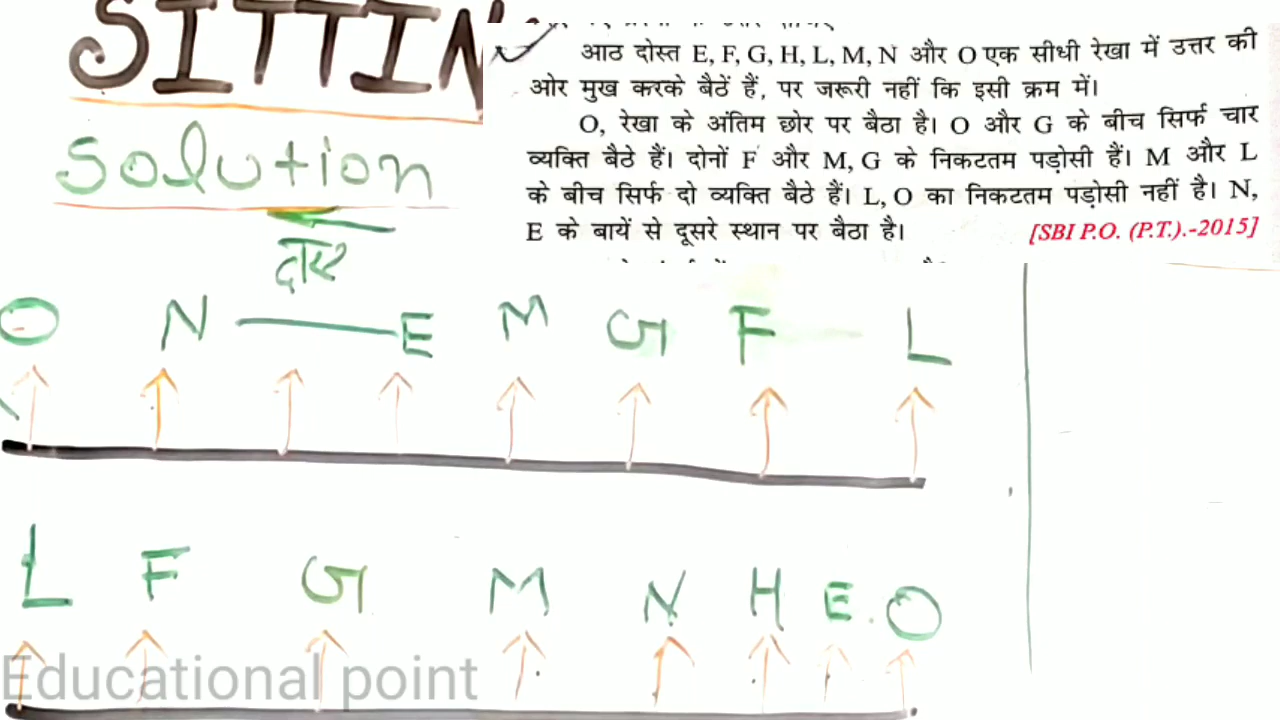 SITTIN
Solution
आठ दोस्त E, F, G, H, L, M, N और O एक सीधी रेखा में उत्तर की
ओर मुख करके बैठें हैं, पर जरूरी नहीं कि इसी क्रम में।
O, रेखा के अंतिम छोर पर बैठा है। O और G के बीच सिर्फ चार
व्यक्ति बैठे हैं। दोनों F और M, G के निकटतम पड़ोसी हैं। M और L
के बीच सिर्फ दो व्यक्ति बैठे हैं। L, O का निकटतम पड़ोसी नहीं है। N,
E के बायें से दूसरे स्थान पर बैठा है।
[SBI P.O. (P.T.).-2015]
O N E M G F L
L F G M N H E O
Educational point